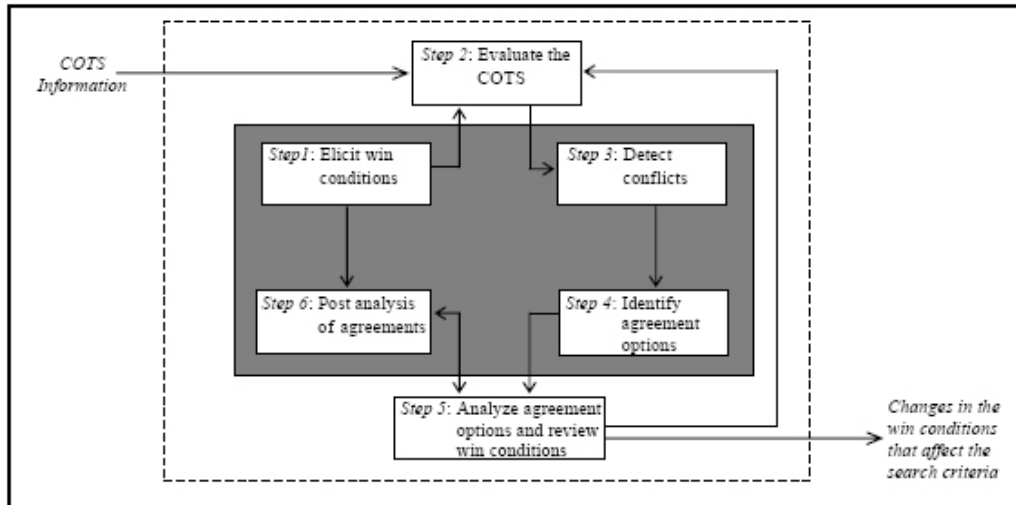 COTS
Information
Step 2: Evaluate the
COTS
Step1: Elicit win
conditions
Step 3: Detect
conflicts
Step 6: Post analysis
of agreements
Step 4: Identify
agreement
options
Step 5: Analyze agreement
options and review
win conditions
Changes in the
win conditions
that affect the
search criteria